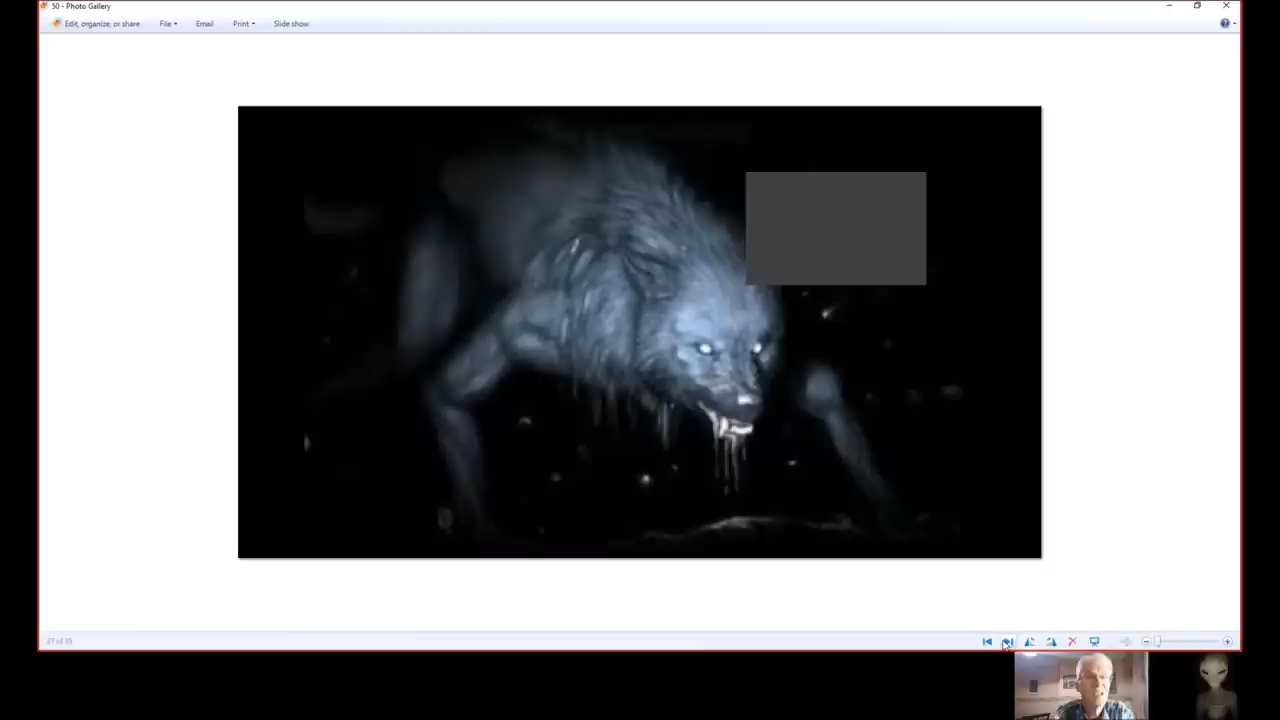 50 - Photo Gallery
Edit, organize, or share File Email Print Slide show